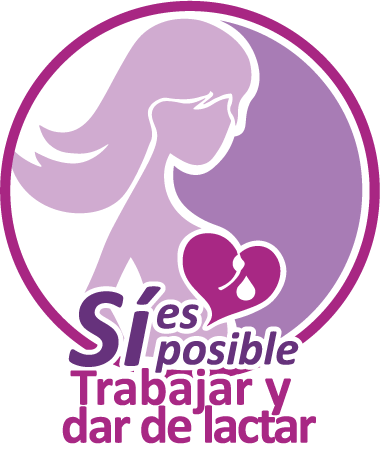 Sí es posible
Trabajar y
dar de lactar